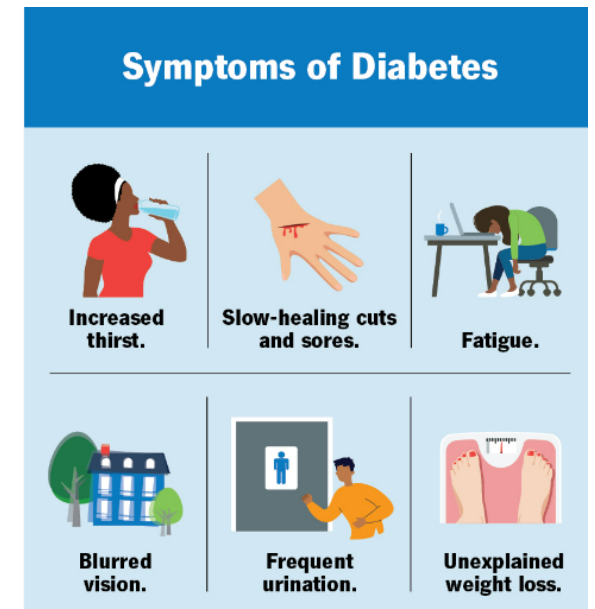 Symptoms of Diabetes
Increased
thirst.
Slow-healing cuts
and sores.
Fatigue.
Blurred
vision.
Frequent
urination.
Unexplained
weight loss.